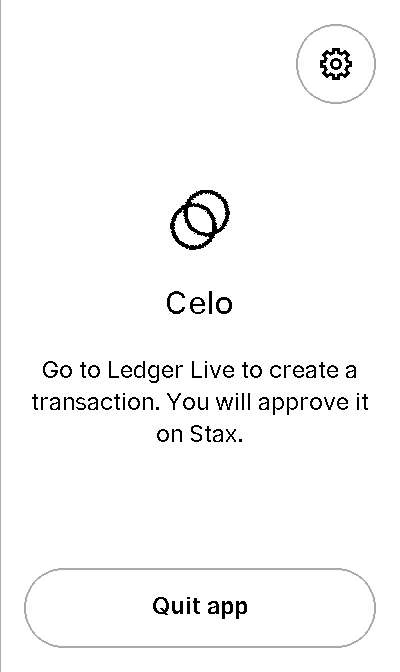 Celo
Go to Ledger Live to create a
transaction. You will approve it
on Stax.
Quit app